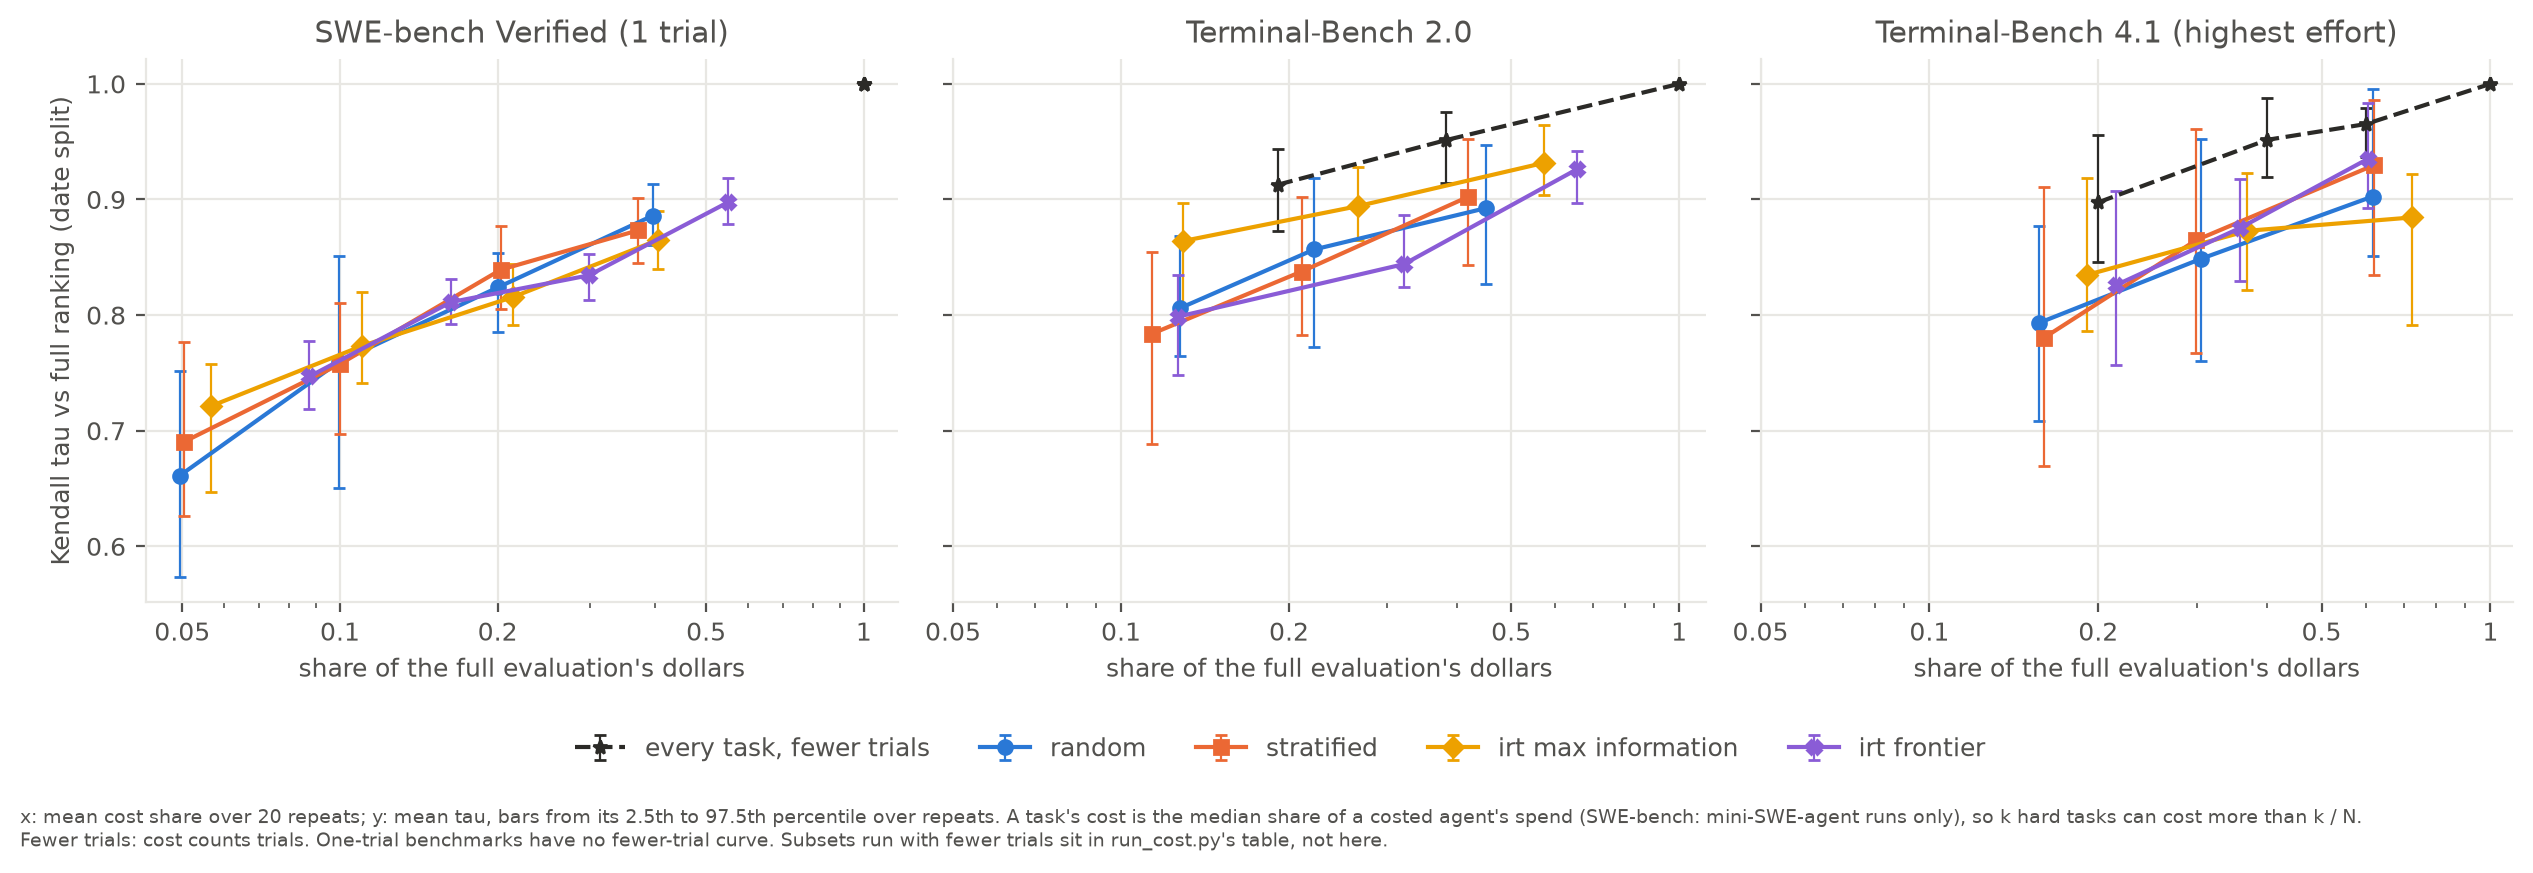 SWE-bench Verified (1 trial)
Terminal-Bench 2.0
Terminal-Bench 4.1 (highest effort)
Kendall tau vs full ranking (date split)
1.0
0.9
0.8
0.7
0.6
0.05 0.1 0.2 0.5 1
0.05 0.1 0.2 0.5 1
0.05 0.1 0.2 0.5 1
share of the full evaluation's dollars
share of the full evaluation's dollars
share of the full evaluation's dollars
every task, fewer trials random stratified irt max information irt frontier
x: mean cost share over 20 repeats; y: mean tau, bars from its 2.5th to 97.5th percentile over repeats. A task's cost is the median share of a costed agent's spend (SWE-bench: mini-SWE-agent runs only), so k hard tasks can cost more than k / N.
Fewer trials: cost counts trials. One-trial benchmarks have no fewer-trial curve. Subsets run with fewer trials sit in run_cost.py's table, not here.